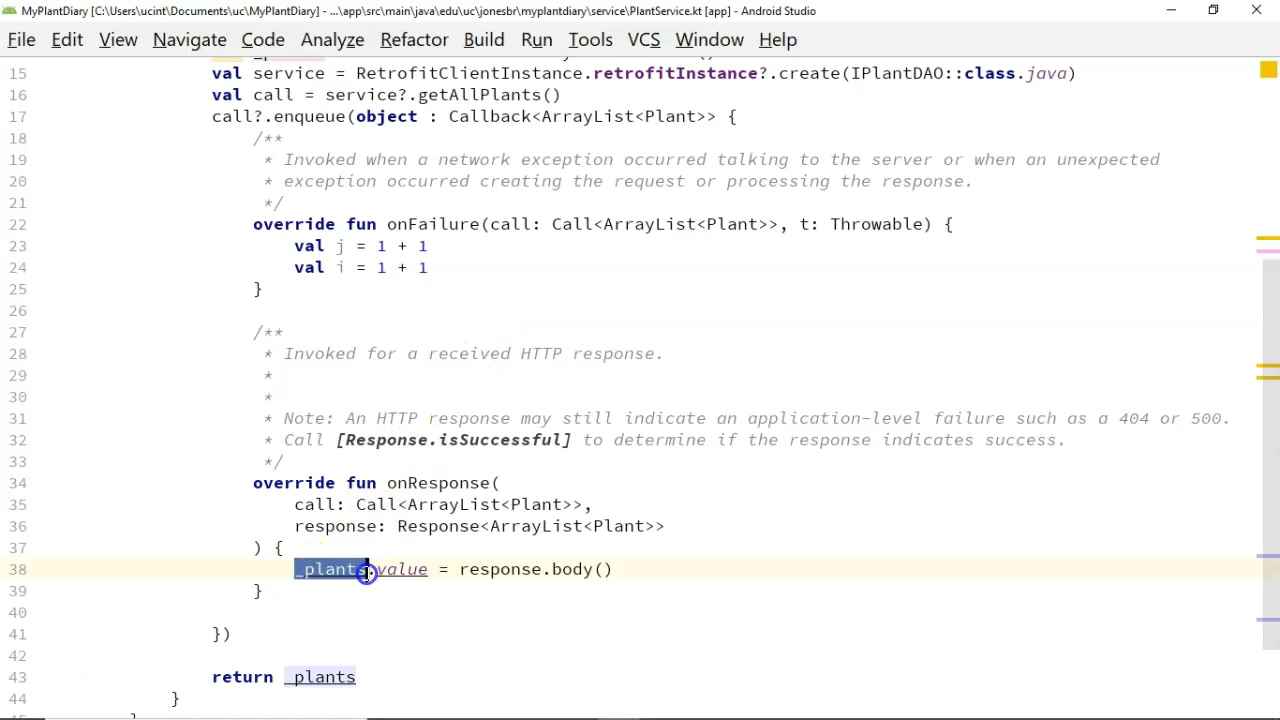 MyPlantDiary [C:\Users\ucint\Documents\uc\MyPlantDiary] - ...\app\src\main\java\edu\uc\jonesbr\myplantdiary\service\PlantService.kt [app] - Android Studio
File Edit View Navigate Code Analyze Refactor Build Run Tools VCS Window Help
15 val service = RetrofitClientInstance.retrofitInstance?.create(IPlantDAO::class.java)
16 val call = service?.getAllPlants()
17 call?.enqueue(object : Callback<ArrayList<Plant>> {
18 /**
19 * Invoked when a network exception occurred talking to the server or when an unexpected
20 * exception occurred creating the request or processing the response.
21 */
22 override fun onFailure(call: Call<ArrayList<Plant>>, t: Throwable) {
23 val j = 1 + 1
24 val i = 1 + 1
25 }
26
27 /**
28 * Invoked for a received HTTP response.
29 *
30 *
31 * Note: An HTTP response may still indicate an application-level failure such as a 404 or 500.
32 * Call [Response.isSuccessful] to determine if the response indicates success.
33 */
34 override fun onResponse(
35 call: Call<ArrayList<Plant>>,
36 response: Response<ArrayList<Plant>>
37 ) {
38 _plants.value = response.body()
39 }
40
41 })
42
43 return _plants
44 }